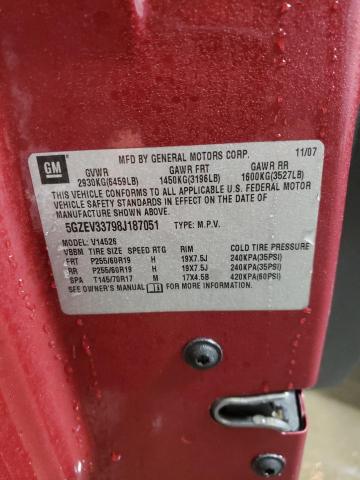 GM
MFD BY GENERAL MOTORS CORP. 11/07
GVWR GAWR FRT GAWR RR
2930KG(6459LB) 1450KG(3196LB) 1600KG(3527LB)
THIS VEHICLE CONFORMS TO ALL APPLICABLE U.S. FEDERAL MOTOR
VEHICLE SAFETY STANDARDS IN EFFECT ON THE DATE OF
MANUFACTURE SHOWN ABOVE.
5GZEV33798J187051 TYPE: M.P.V.
MODEL: V14526
VBBM TIRE SIZE SPEED RTG RIM COLD TIRE PRESSURE
FRT P255/60R19 H 19X7.5J 240KPA(35PSI)
RR P255/60R19 H 19X7.5J 240KPA(35PSI)
SPA T145/70R17 M 17X4.5B 420KPA(60PSI)
SEE OWNER'S MANUAL FOR ADDITIONAL INFORMATION.